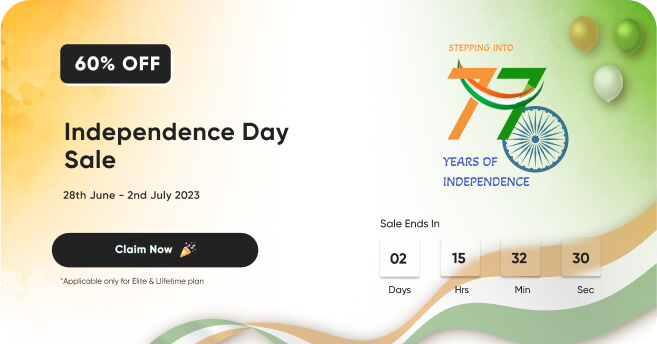 60% OFF
Independence Day
Sale
28th June - 2nd July 2023
Claim Now
*Applicable only for Elite & Llifetime plan
STEPPING INTO
77
YEARS OF
INDEPENDENCE
Sale Ends In
02 15 32 30
Days Hrs Min Sec